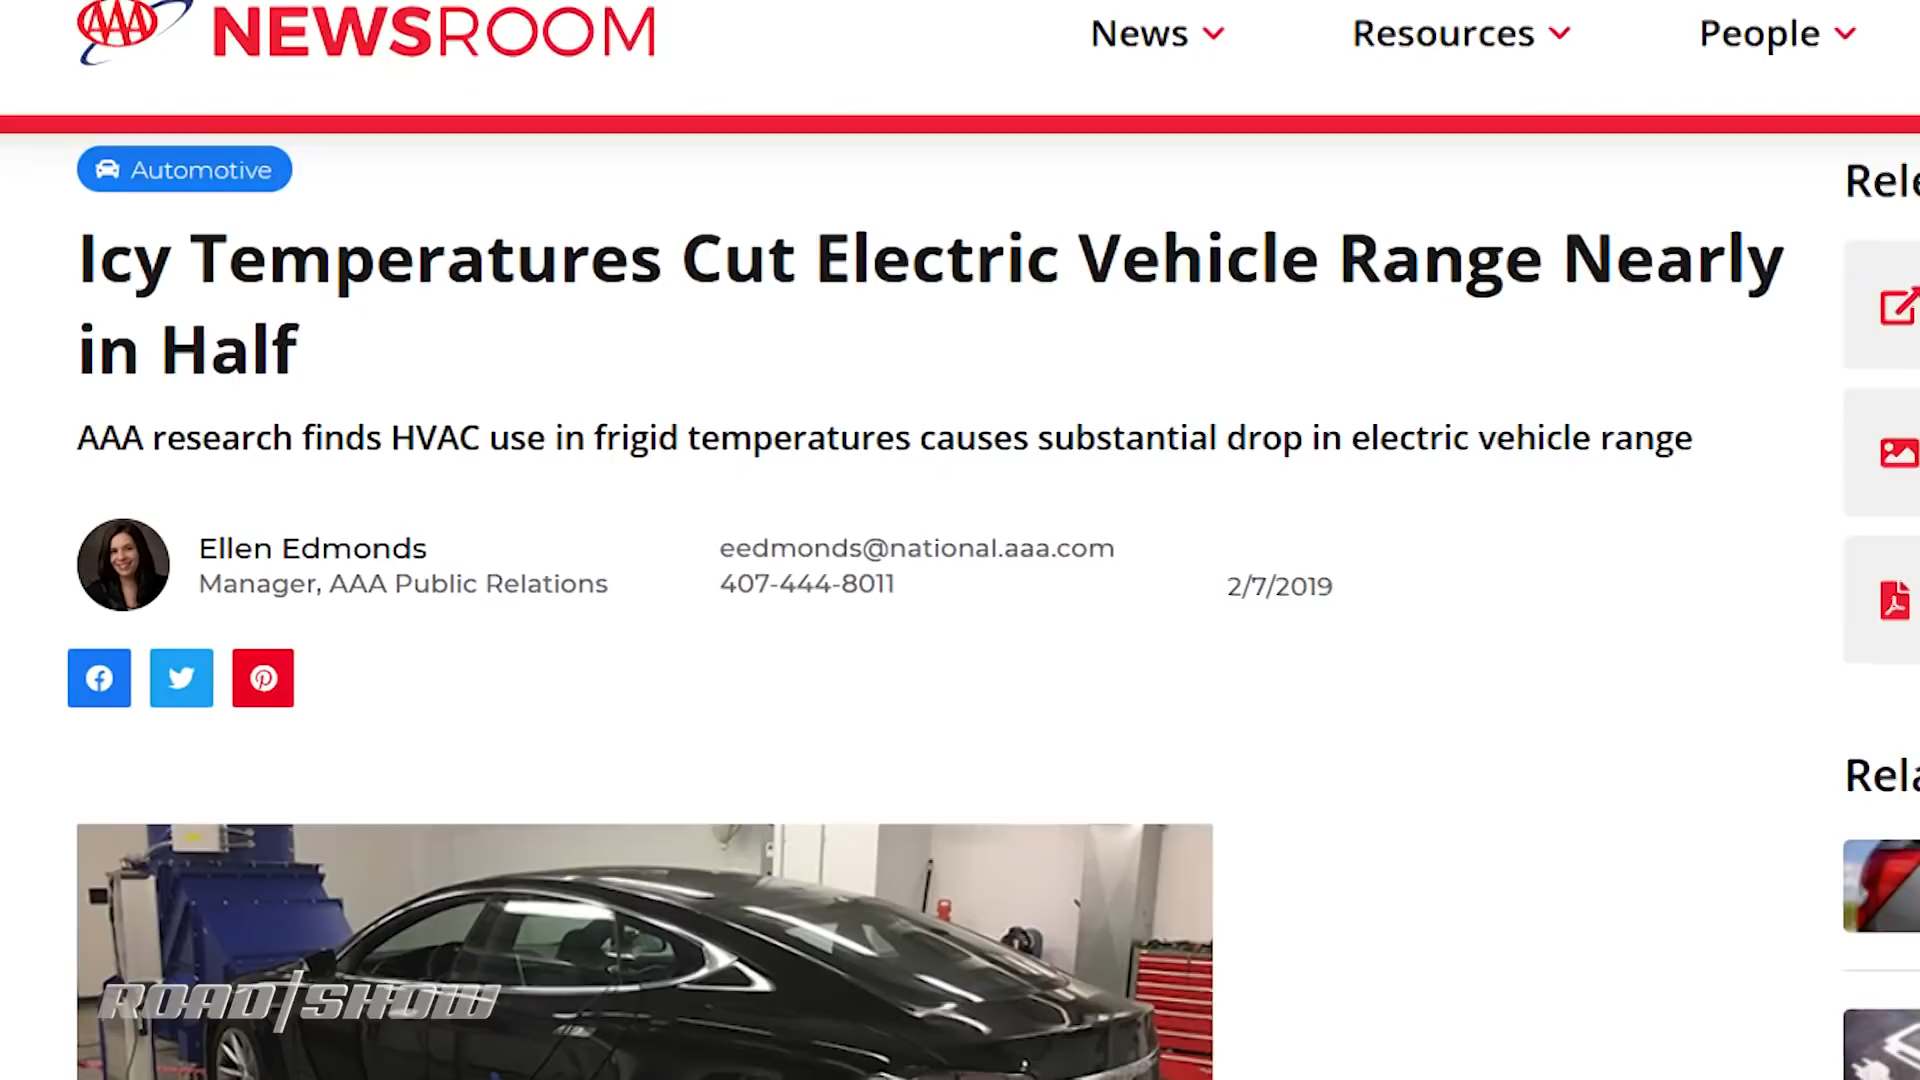 AAA NEWSROOM
News
Resources
People
Automotive
Icy Temperatures Cut Electric Vehicle Range Nearly
in Half
AAA research finds HVAC use in frigid temperatures causes substantial drop in electric vehicle range
Ellen Edmonds
Manager, AAA Public Relations
eedmonds@national.aaa.com
407-444-8011
2/7/2019
ROAD|SHOW